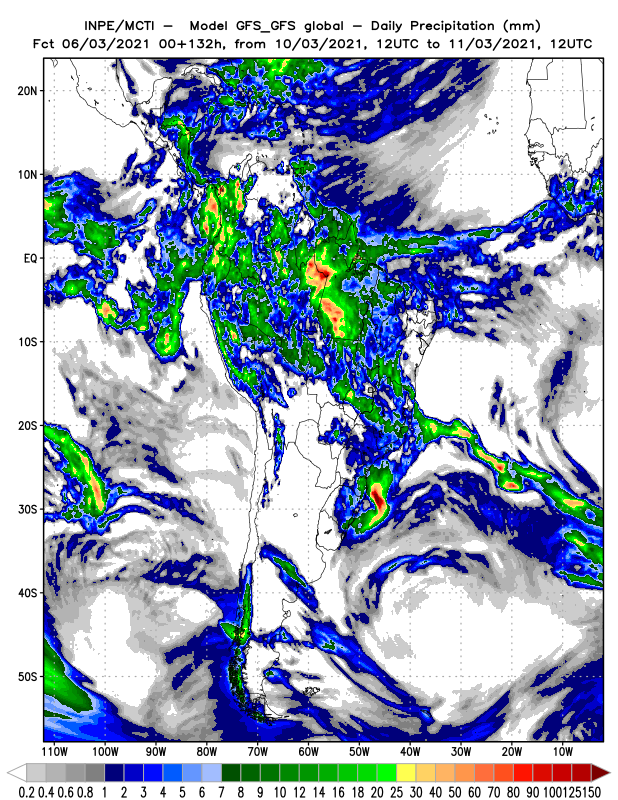 INPE/MCTI – Model GFS_GFS global – Daily Precipitation (mm)
Fct 06/03/2021 00+132h, from 10/03/2021, 12UTC to 11/03/2021, 12UTC
20N
10N
EQ
10S
20S
30S
40S
50S
110W 100W 90W 80W 70W 60W 50W 40W 30W 20W 10W
0.2 0.4 0.6 0.8 1 2 3 4 5 6 7 8 9 10 12 14 16 18 20 25 30 40 50 60 70 80 90 100 125 150